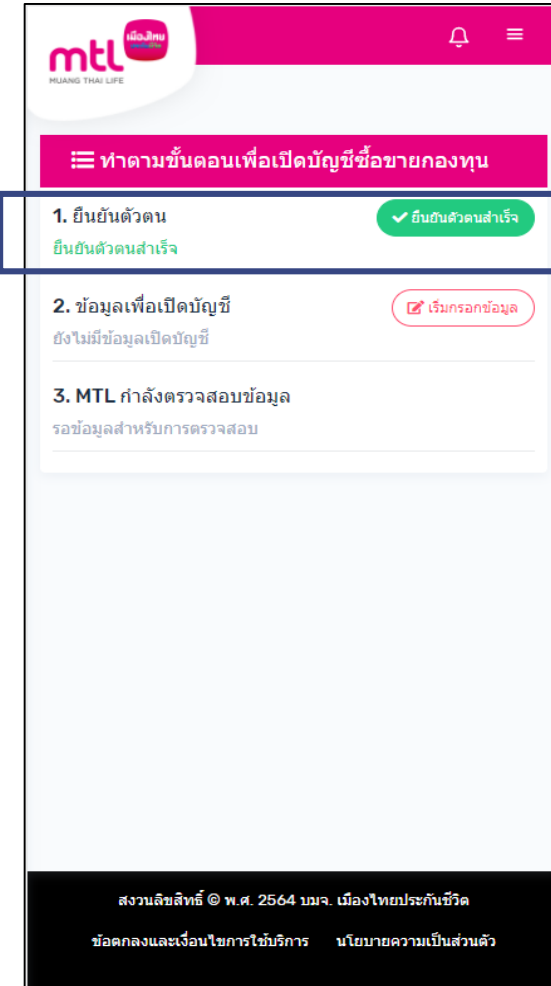 เมืองไทย
mtl
MUANG THAI LIFE
ทำตามขั้นตอนเพื่อเปิดบัญชีซื้อขายกองทุน
1. ยืนยันตัวตน
ยืนยันตัวตนสำเร็จ
ยืนยันตัวตนสำเร็จ
2. ข้อมูลเพื่อเปิดบัญชี
เริ่มกรอกข้อมูล
ยังไม่มีข้อมูลเปิดบัญชี
3. MTL กำลังตรวจสอบข้อมูล
รอข้อมูลสำหรับการตรวจสอบ
สงวนลิขสิทธิ์ © พ.ศ. 2564 บมจ. เมืองไทยประกันชีวิต
ข้อตกลงและเงื่อนไขการใช้บริการ นโยบายความเป็นส่วนตัว